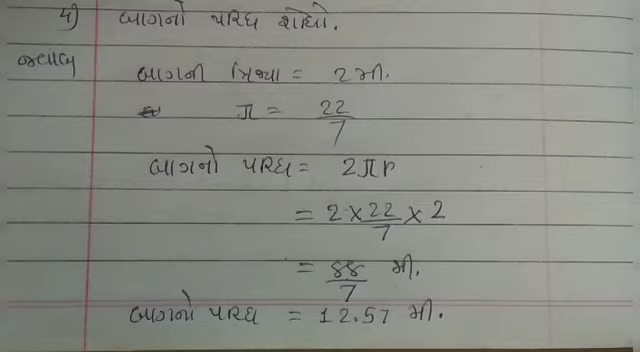 ૫) બાગનો પરિઘ શોધો.
જવાબ
બાગની ત્રિજ્યા = 2 મી.
π = 22/7
બાગનો પરિઘ = 2πr
= 2 × 22/7 × 2
= 88/7 મી.
બાગનો પરિઘ = 12.57 મી.